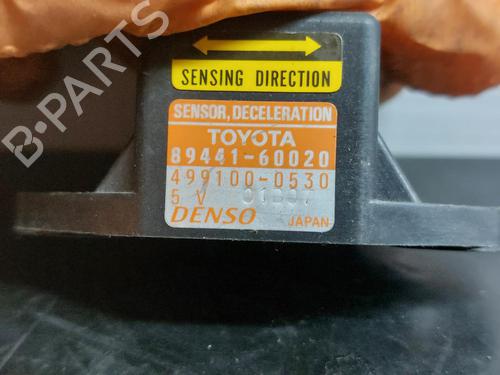 SENSING DIRECTION
SENSOR, DECELERATION
TOYOTA
89441-60020
499100-0530
5 V
DENSO JAPAN
B-PARTS